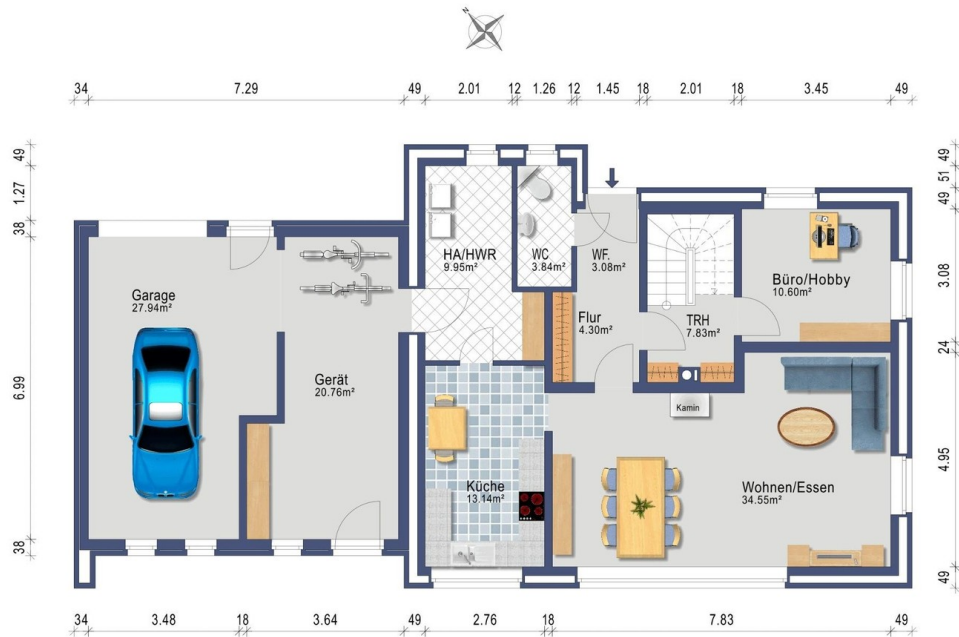 N
34 7.29 49 2.01 12 1.26 12 1.45 18 2.01 18 3.45 49
49
1.27
38
6.99
38
49
51
49
3.08
24
4.95
49
HA/HWR
9.95m²
WC
3.84m²
WF.
3.08m²
Büro/Hobby
10.60m²
Garage
27.94m²
Flur
4.30m²
TRH
7.83m²
Gerät
20.76m²
Kamin
Küche
13.14m²
Wohnen/Essen
34.55m²
34 3.48 18 3.64 49 2.76 18 7.83 49